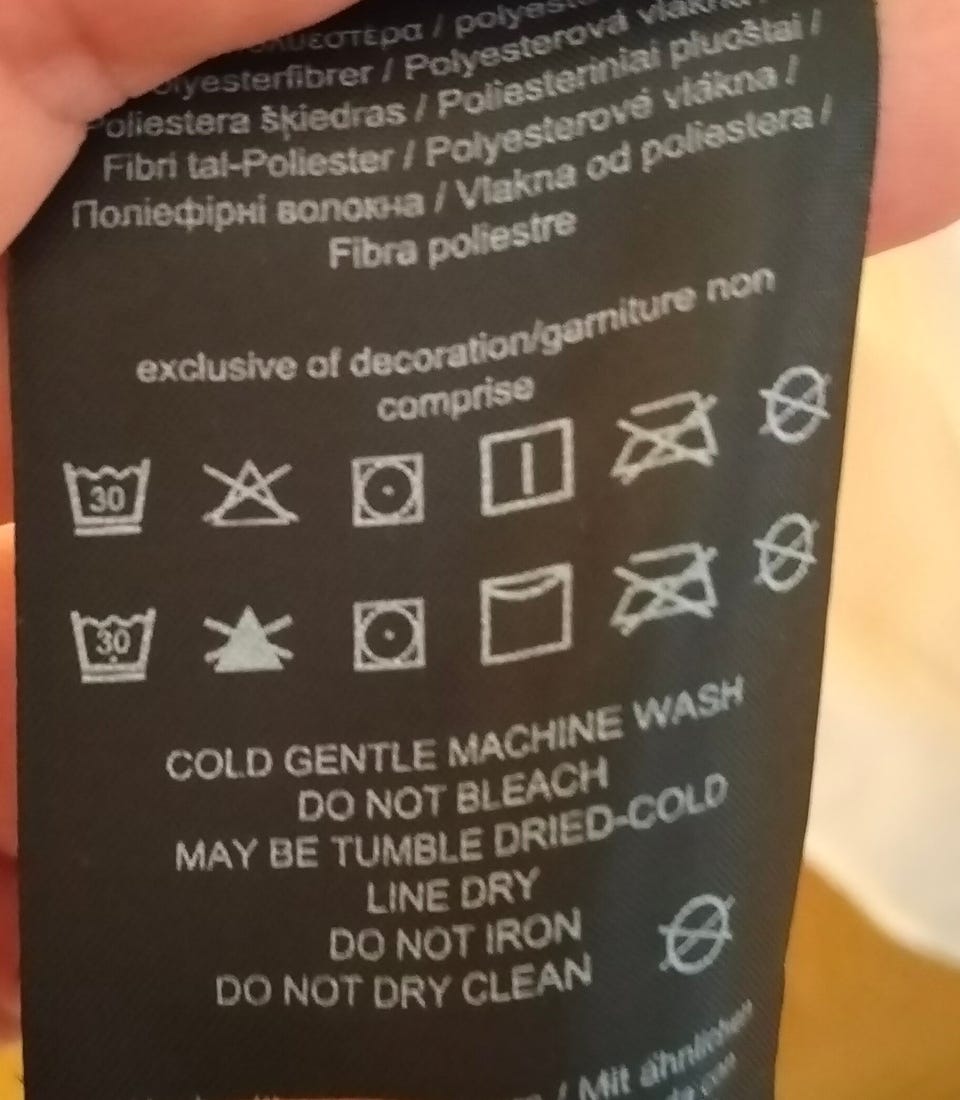 / polyester
Polyesterfibrer / Polyesterová vlákna
Poliestera šķiedras / Poliesteriniai pluoštai /
Fibri tal-Poliester / Polyesterové vlákna /
Поліефірні волокна / Vlakna od poliestera /
Fibra poliestre
exclusive of decoration/garniture non
comprise
30
30
COLD GENTLE MACHINE WASH
DO NOT BLEACH
MAY BE TUMBLE DRIED-COLD
LINE DRY
DO NOT IRON
DO NOT DRY CLEAN
/ Mit ähnlichen